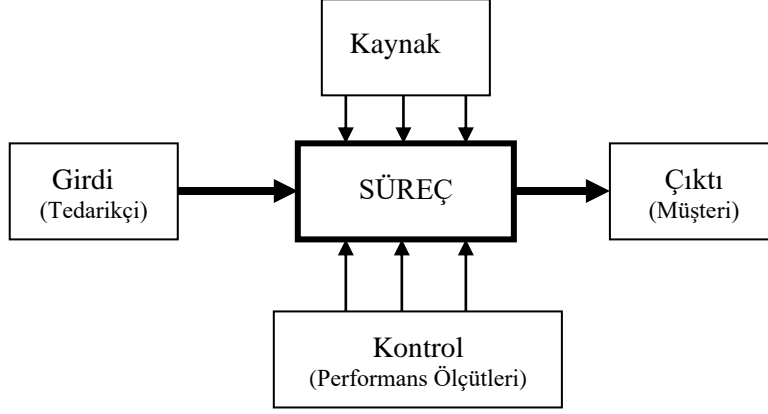 Kaynak
Girdi
(Tedarikçi)
SÜREÇ
Çıktı
(Müşteri)
Kontrol
(Performans Ölçütleri)